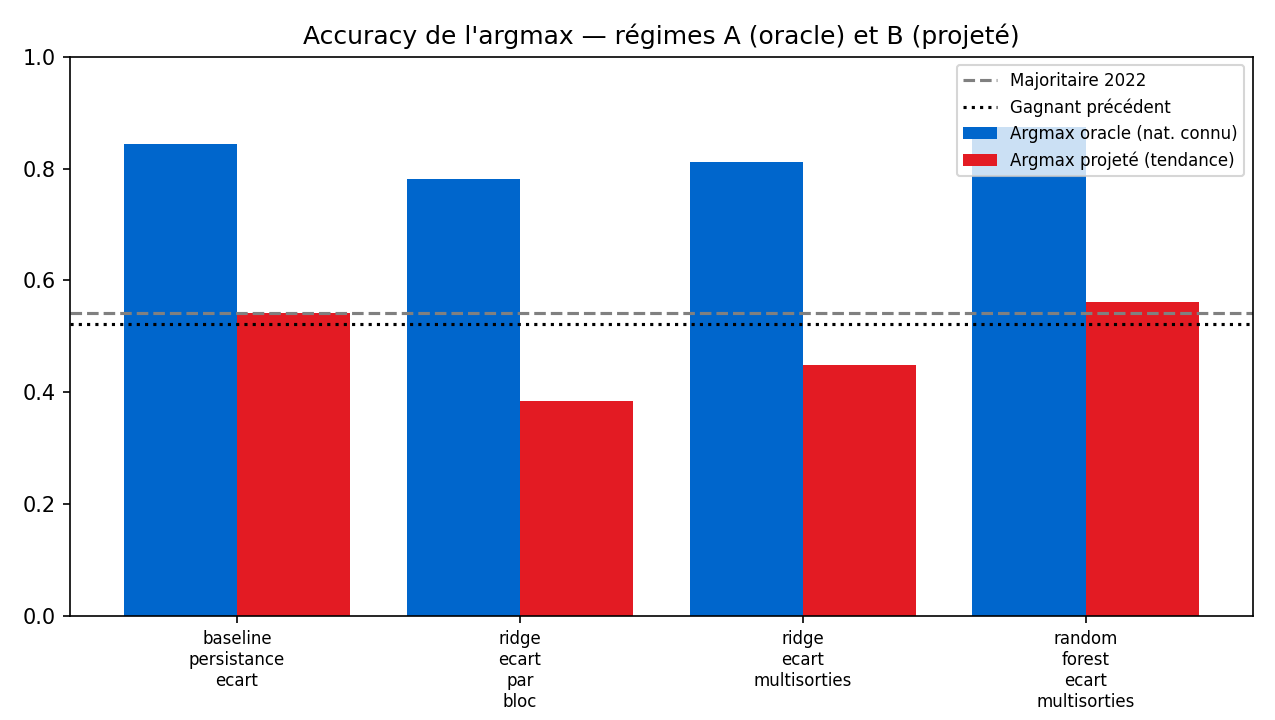 Accuracy de l'argmax — régimes A (oracle) et B (projeté)
1.0
0.8
0.6
0.4
0.2
0.0
Majoritaire 2022
Gagnant précédent
Argmax oracle (nat. connu)
Argmax projeté (tendance)
baseline
persistance
ecart
ridge
ecart
par
bloc
ridge
ecart
multisorties
random
forest
ecart
multisorties